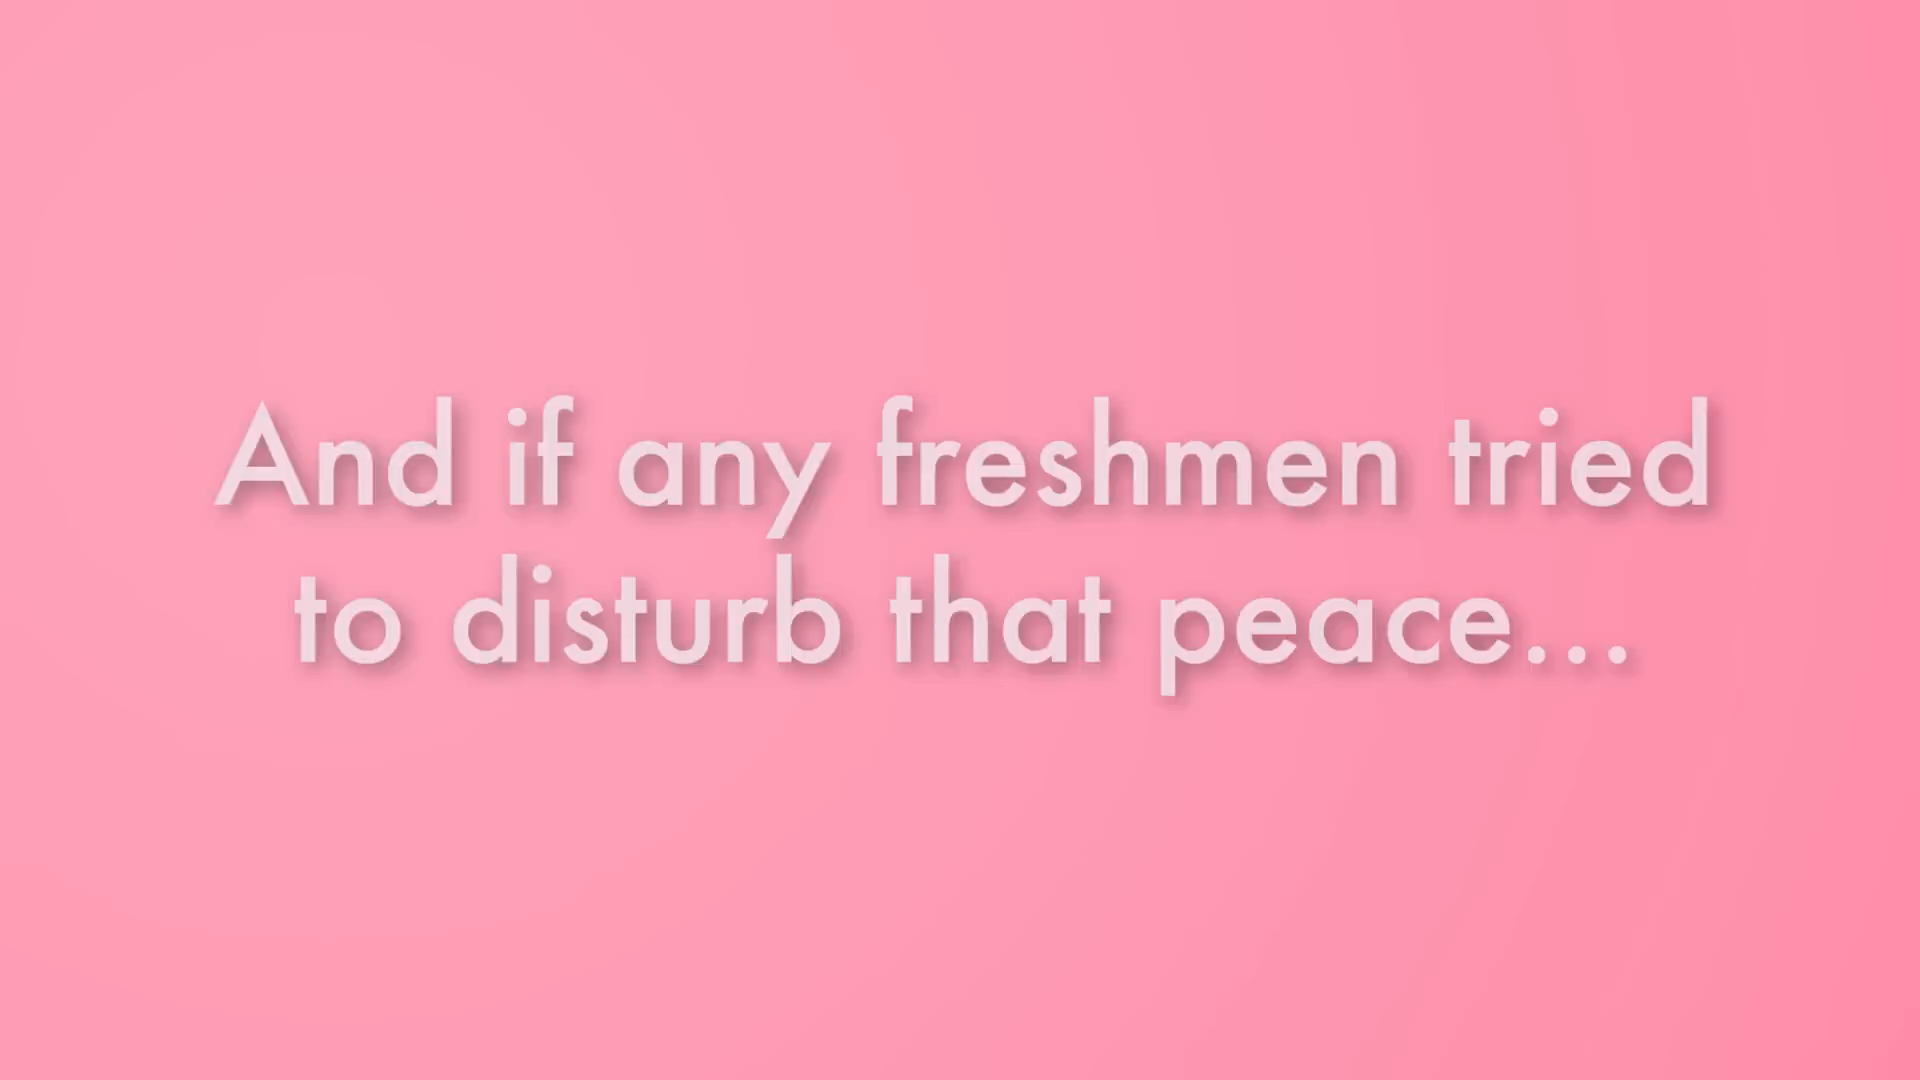 And if any freshmen tried
to disturb that peace...